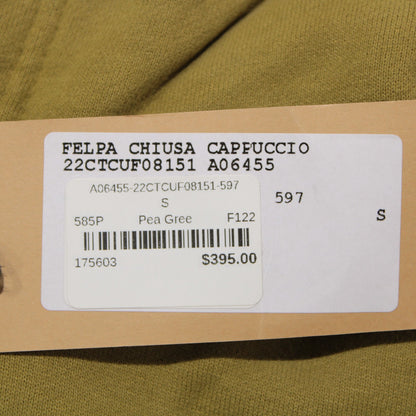 FELPA CHIUSA CAPPUCCIO
22CTCUF08151 A06455
A06455-22CTCUF08151-597
S
597
S
585P Pea Gree F122
175603 $395.00